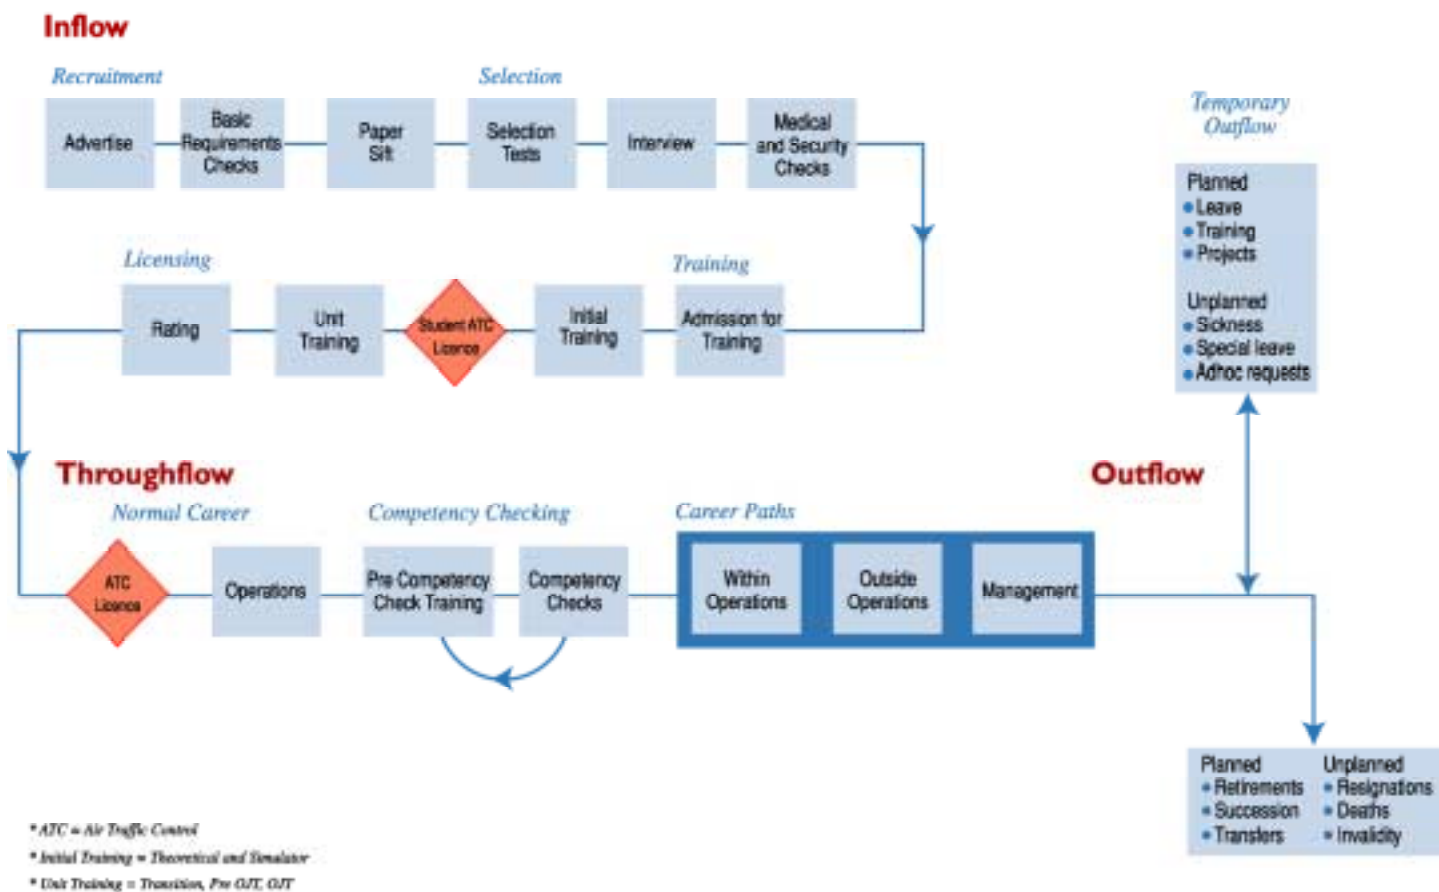 Inflow
Recruitment
Selection
Advertise
Basic
Requirements
Checks
Paper
Sift
Selection
Tests
Interview
Medical
and Security
Checks
Temporary
Outflow
Planned
Leave
Training
Projects
Unplanned
Sickness
Special leave
Adhoc requests
Licensing
Training
Rating
Unit
Training
Student ATC
Licence
Initial
Training
Admission for
Training
Throughflow
Outflow
Normal Career
Competency Checking
Career Paths
ATC
Licence
Operations
Pre Competency
Check Training
Competency
Checks
Within
Operations
Outside
Operations
Management
Planned
Retirements
Succession
Transfers
Unplanned
Resignations
Deaths
Invalidity
* ATC = Air Traffic Control
* Initial Training = Theoretical and Simulator
* Unit Training = Transition, Pre OJT, OJT